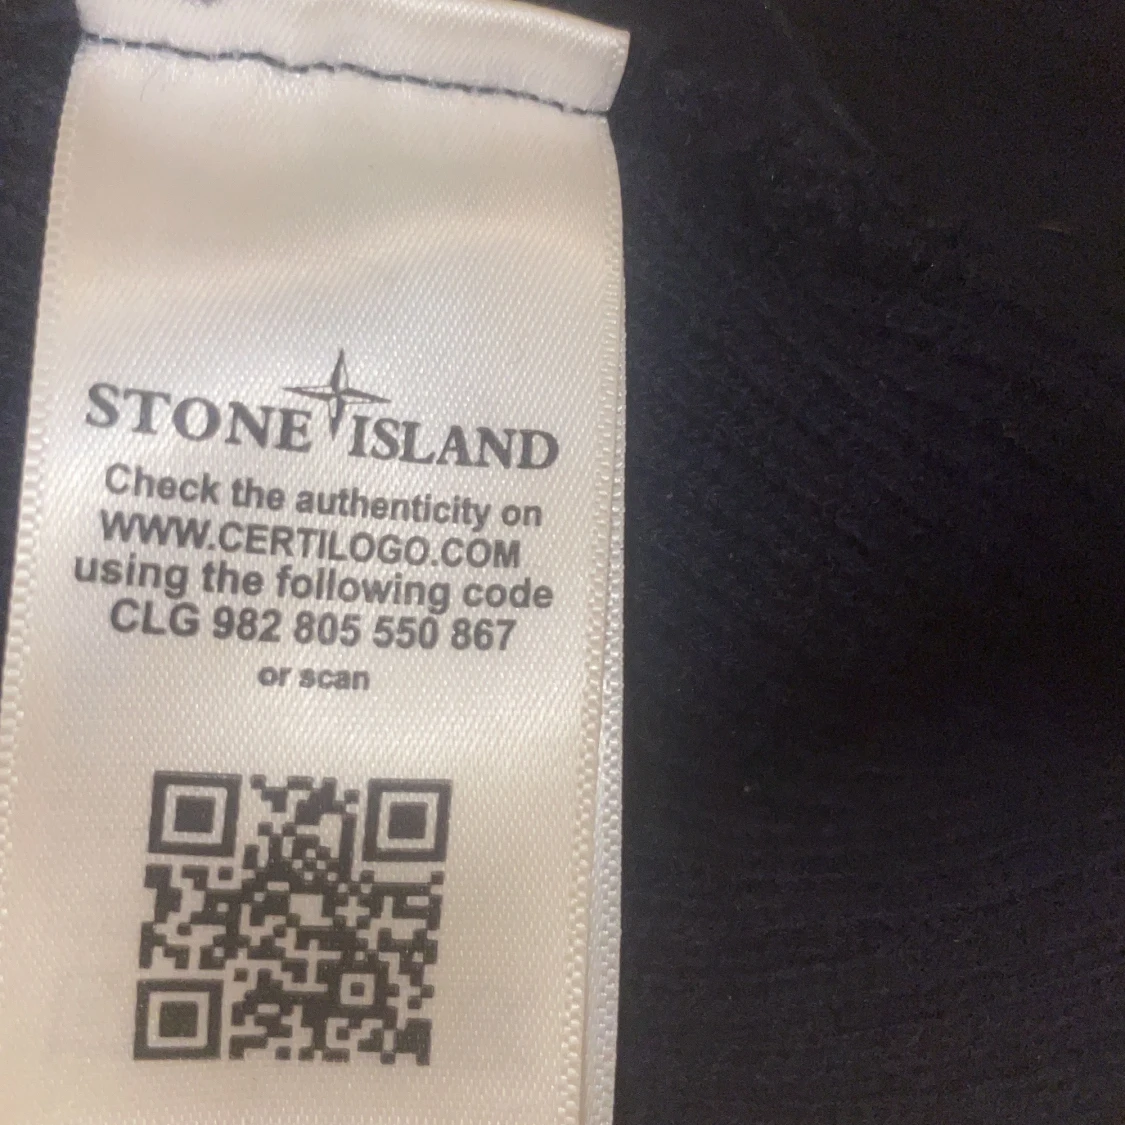 STONE ISLAND
Check the authenticity on
WWW.CERTILOGO.COM
using the following code
CLG 982 805 550 867
or scan